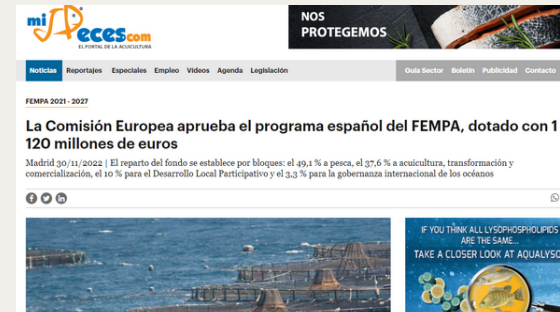 mis Peces.com
EL PORTAL DE LA ACUICULTURA
NOS
PROTEGEMOS
Noticias Reportajes Especiales Empleo Vídeos Agenda Legislación
Guía Sector Boletín Publicidad Contacto
FEMPA 2021 - 2027
La Comisión Europea aprueba el programa español del FEMPA, dotado con 1
120 millones de euros
Madrid 30/11/2022 | El reparto del fondo se establece por bloques: el 49,1 % a pesca, el 37,6 % a acuicultura, transformación y
comercialización, el 10 % para el Desarrollo Local Participativo y el 3,3 % para la gobernanza internacional de los océanos
IF YOU THINK ALL LYSOPHOSPHOLIPIDS
ARE THE SAME...
TAKE A CLOSER LOOK AT AQUALYSO